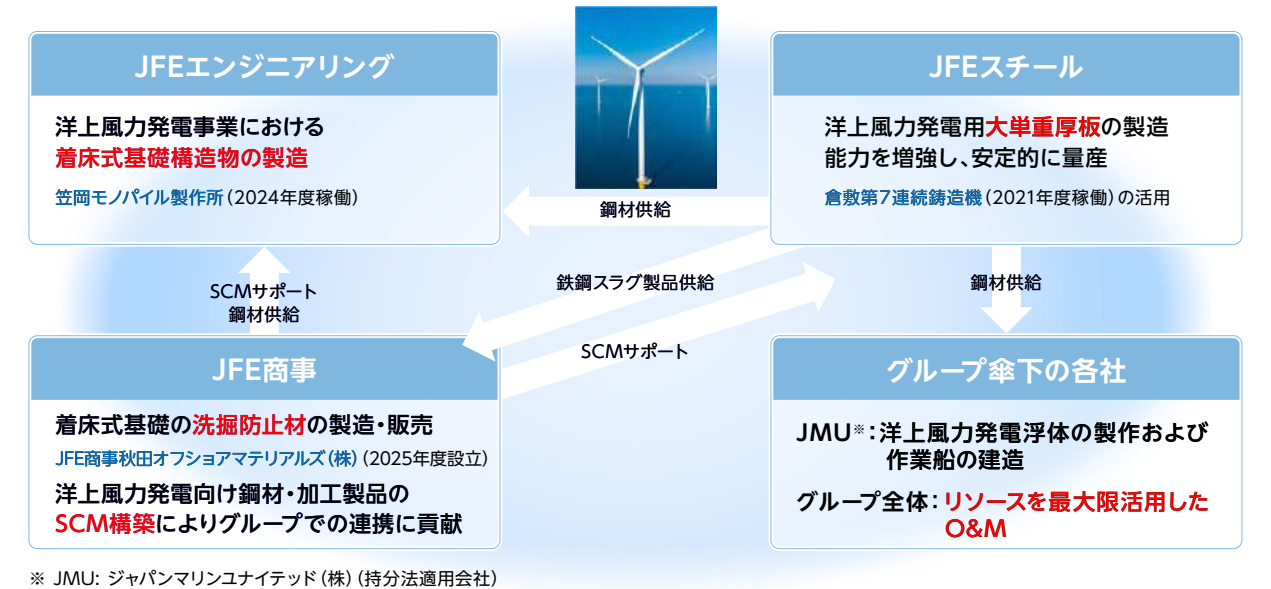 JFEエンジニアリング
洋上風力発電事業における
着床式基礎構造物の製造
笠岡モノパイル製作所（2024年度稼働）
JFEスチール
洋上風力発電用大単重厚板の製造
能力を増強し、安定的に量産
倉敷第7連続鋳造機（2021年度稼働）の活用
鋼材供給
SCMサポート
鋼材供給
鉄鋼スラグ製品供給
SCMサポート
鋼材供給
JFE商事
着床式基礎の洗掘防止材の製造・販売
JFE商事秋田オフショアマテリアルズ（株）（2025年度設立）
洋上風力発電向け鋼材・加工製品の
SCM構築によりグループでの連携に貢献
グループ傘下の各社
JMU※：洋上風力発電浮体の製作および
作業船の建造
グループ全体：リソースを最大限活用した
O&M
※ JMU: ジャパンマリンユナイテッド（株）（持分法適用会社）